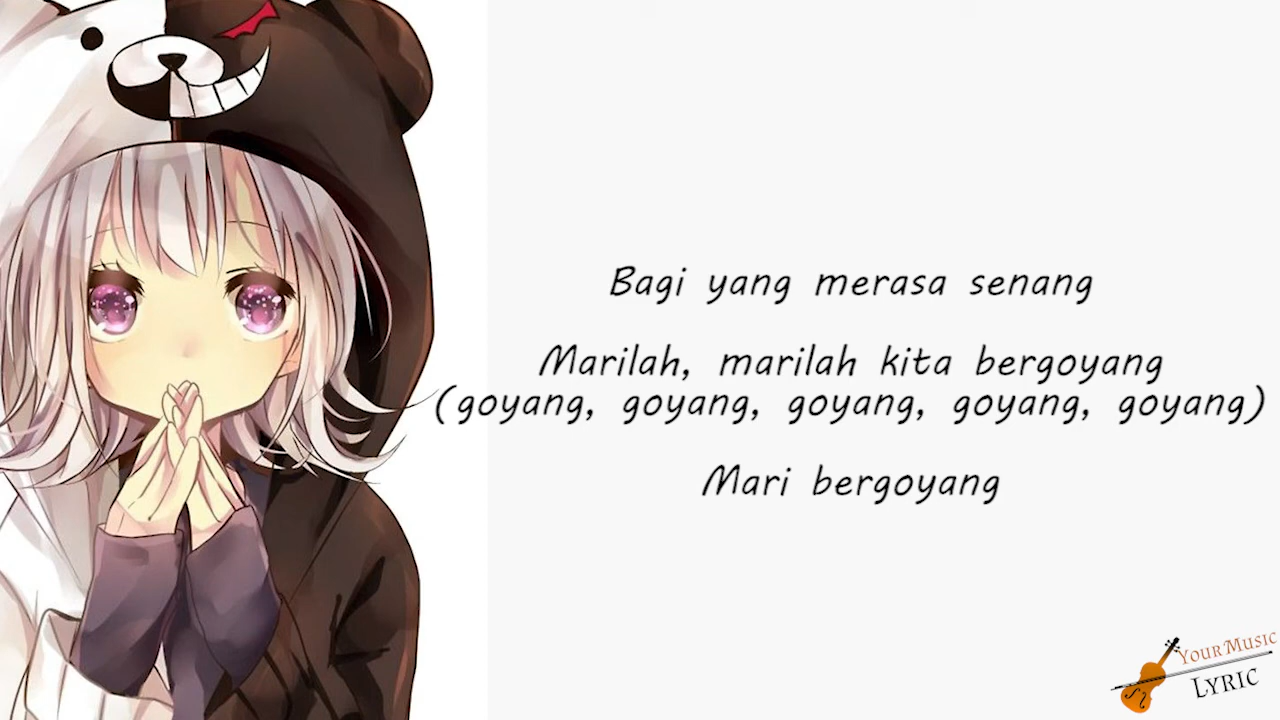 Bagi yang merasa senang
Marilah, marilah kita bergoyang
(goyang, goyang, goyang, goyang, goyang)
Mari bergoyang
YOUR MUSIC
LYRIC